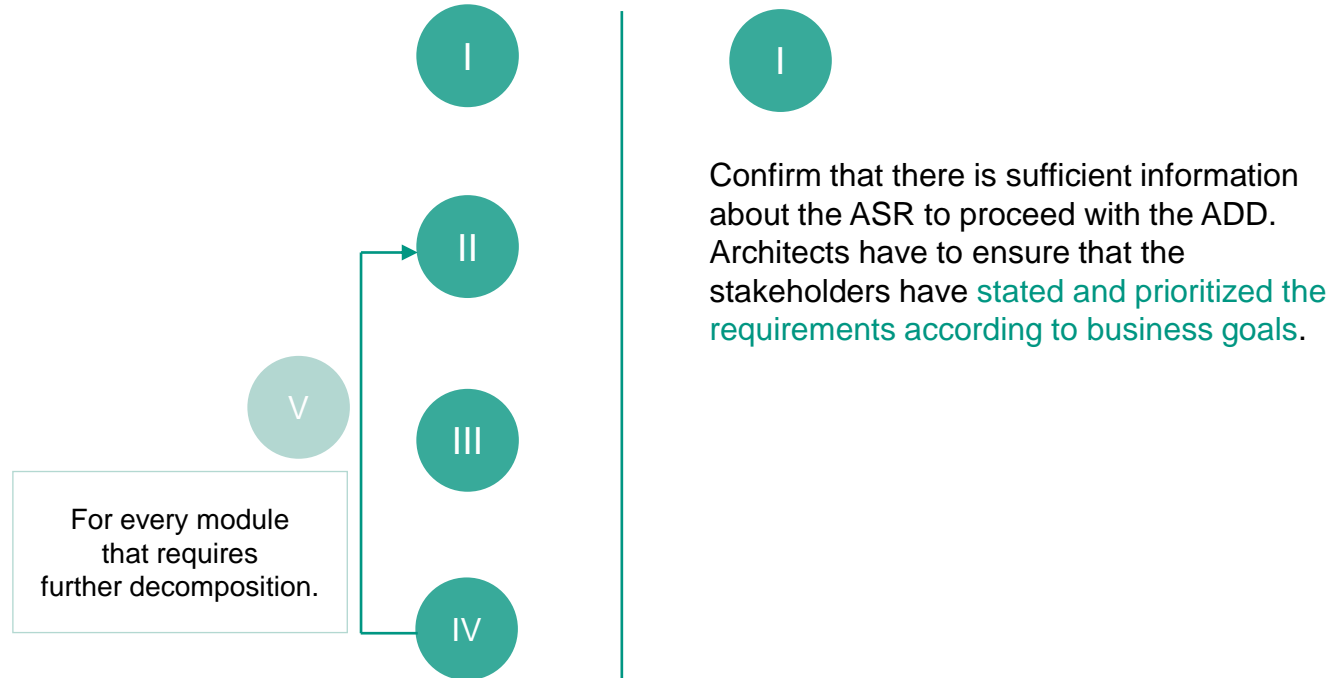 I
II
V
III
For every module
that requires
further decomposition.
IV
I
Confirm that there is sufficient information
about the ASR to proceed with the ADD.
Architects have to ensure that the
stakeholders have stated and prioritized the
requirements according to business goals.